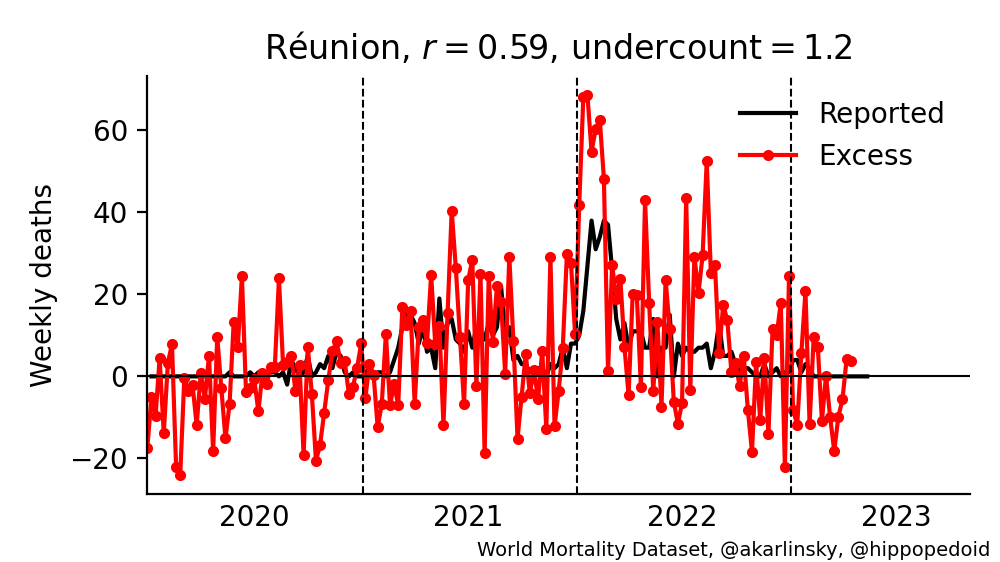 Réunion, r = 0.59, undercount = 1.2
Reported
Excess
Weekly deaths
60
40
20
0
−20
2020 2021 2022 2023
World Mortality Dataset, @akarlinsky, @hippopedoid